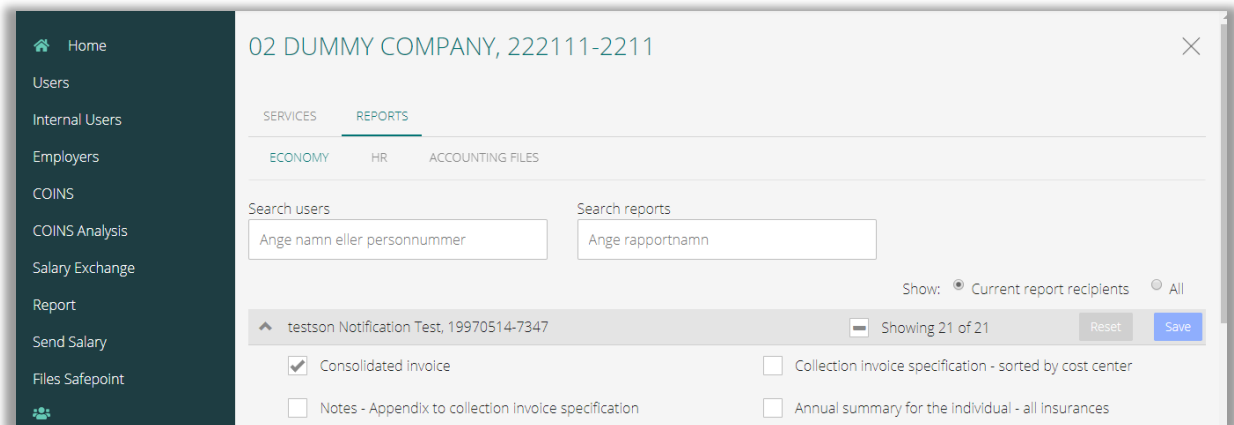 Home
Users
Internal Users
Employers
COINS
COINS Analysis
Salary Exchange
Report
Send Salary
Files Safepoint
02 DUMMY COMPANY, 222111-2211
SERVICES REPORTS
ECONOMY HR ACCOUNTING FILES
Search users Search reports
Ange namn eller personnummer Ange rapportnamn
Show: Current report recipients All
testson Notification Test, 19970514-7347 Showing 21 of 21 Reset Save
Consolidated invoice Collection invoice specification - sorted by cost center
Notes - Appendix to collection invoice specification Annual summary for the individual - all insurances